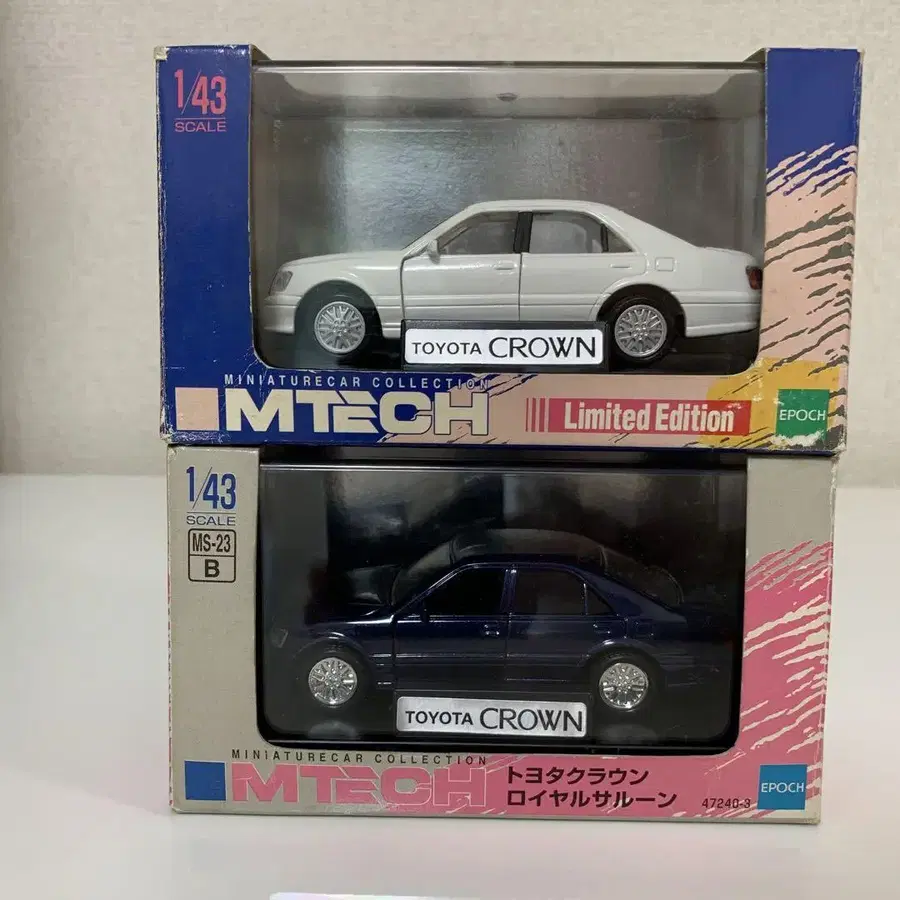 1/43
SCALE
TOYOTA CROWN
MINIATURECAR COLLECTION
MTECH
Limited Edition
EPOCH
1/43
SCALE
MS-23
B
TOYOTA CROWN
MINIATURECAR COLLECTION
MTECH
トヨタクラウン
ロイヤルサルーン
47240-3
EPOCH